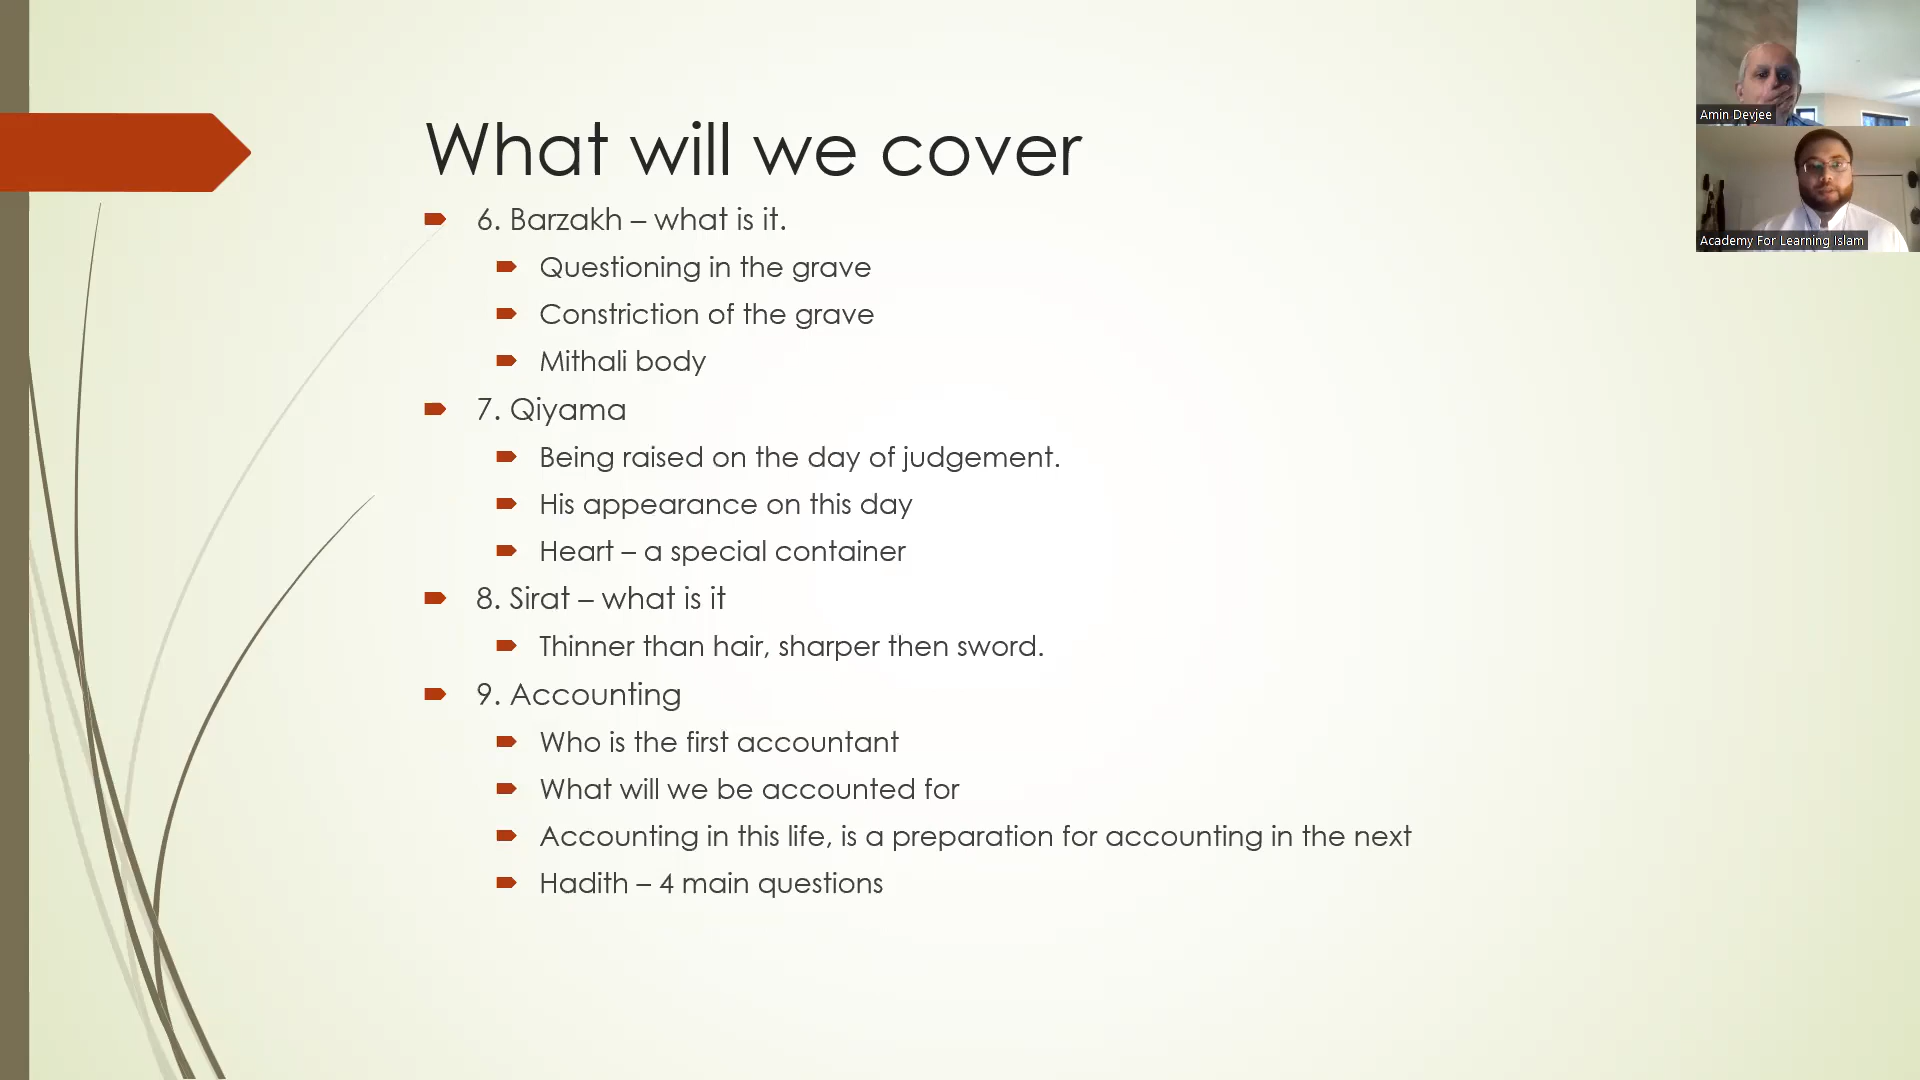 What will we cover
6. Barzakh – what is it.
Questioning in the grave
Constriction of the grave
Mithali body
7. Qiyama
Being raised on the day of judgement.
His appearance on this day
Heart – a special container
8. Sirat – what is it
Thinner than hair, sharper then sword.
9. Accounting
Who is the first accountant
What will we be accounted for
Accounting in this life, is a preparation for accounting in the next
Hadith – 4 main questions
Amin Devjee
Academy For Learning Islam